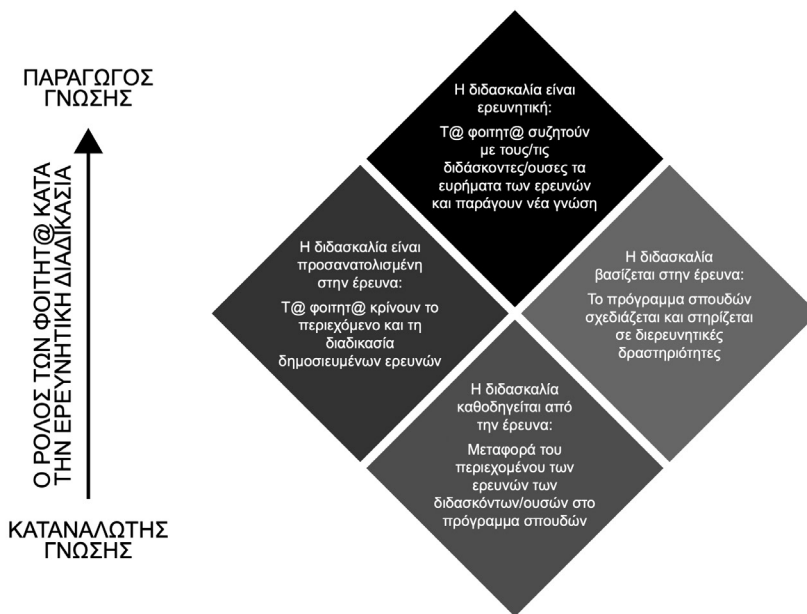 ΠΑΡΑΓΩΓΟΣ
ΓΝΩΣΗΣ
Ο ΡΟΛΟΣ ΤΩΝ ΦΟΙΤΗΤ@ ΚΑΤΑ
ΤΗΝ ΕΡΕΥΝΗΤΙΚΗ ΔΙΑΔΙΚΑΣΙΑ
ΚΑΤΑΝΑΛΩΤΗΣ
ΓΝΩΣΗΣ
Η διδασκαλία είναι
ερευνητική:
Τ@ φοιτητ@ συζητούν
με τους/τις
διδάσκοντες/ουσες τα
ευρήματα των ερευνών
και παράγουν νέα γνώση
Η διδασκαλία είναι
προσανατολισμένη
στην έρευνα:
Τ@ φοιτητ@ κρίνουν το
περιεχόμενο και τη
διαδικασία
δημοσιευμένων ερευνών
Η διδασκαλία
βασίζεται στην έρευνα:
Το πρόγραμμα σπουδών
σχεδιάζεται και στηρίζεται
σε διερευνητικές
δραστηριότητες
Η διδασκαλία
καθοδηγείται από
την έρευνα:
Μεταφορά του
περιεχομένου των
ερευνών των
διδασκόντων/ουσών στο
πρόγραμμα σπουδών